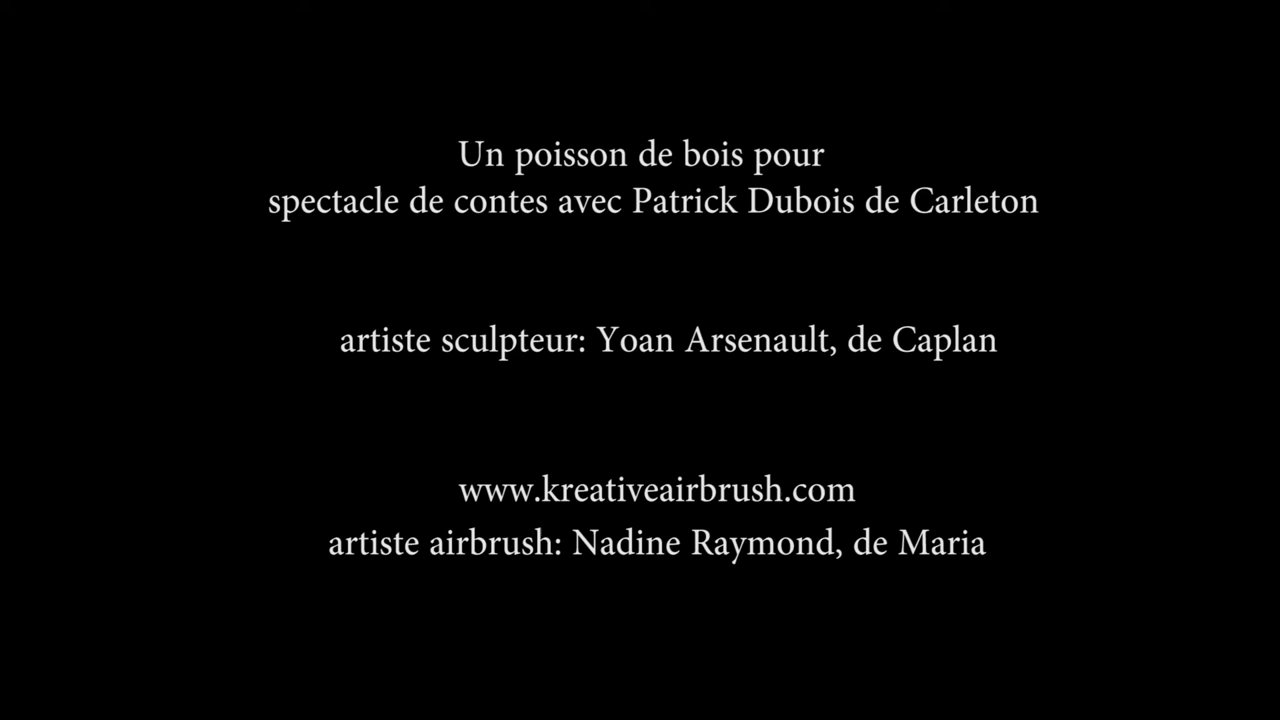 Un poisson de bois pour
spectacle de contes avec Patrick Dubois de Carleton
artiste sculpteur: Yoan Arsenault, de Caplan
www.kreativeairbrush.com
artiste airbrush: Nadine Raymond, de Maria